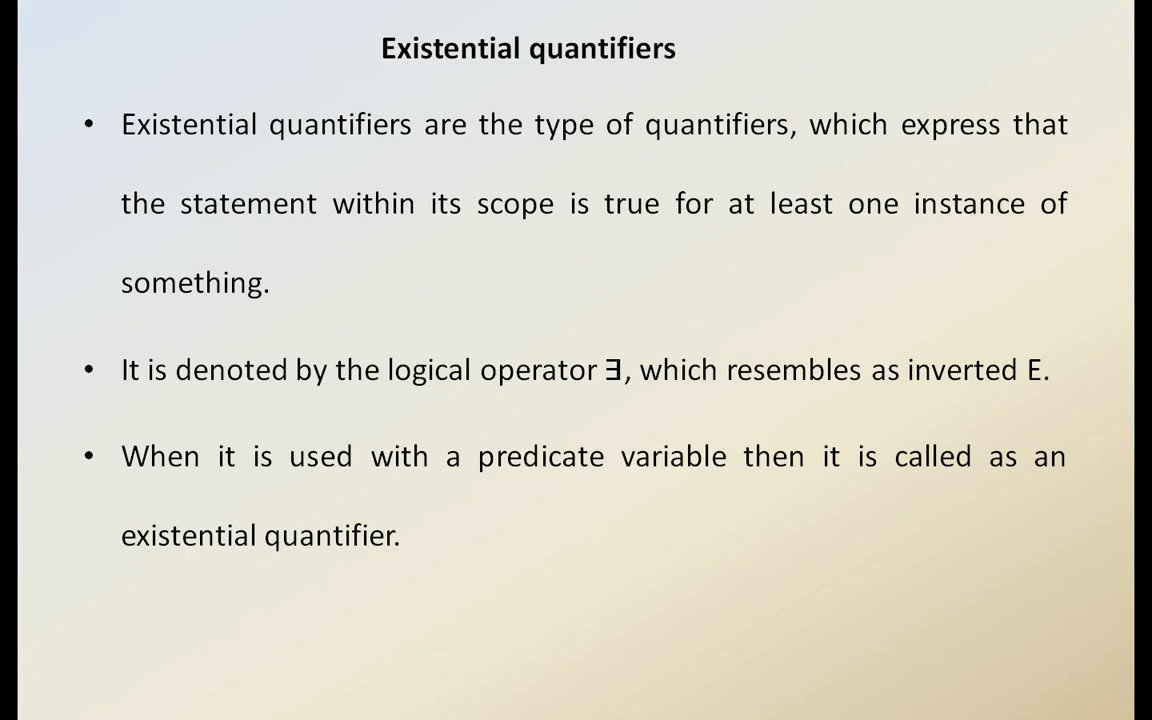 Existential quantifiers
• Existential quantifiers are the type of quantifiers, which express that
the statement within its scope is true for at least one instance of
something.
• It is denoted by the logical operator ∃, which resembles as inverted E.
• When it is used with a predicate variable then it is called as an
existential quantifier.